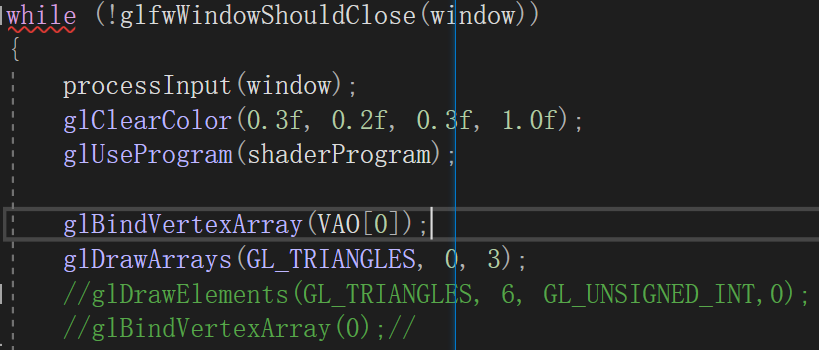 while (!glfwWindowShouldClose(window))
{
processInput(window);
glClearColor(0.3f, 0.2f, 0.3f, 1.0f);
glUseProgram(shaderProgram);
glBindVertexArray(VAO[0]);
glDrawArrays(GL_TRIANGLES, 0, 3);
//glDrawElements(GL_TRIANGLES, 6, GL_UNSIGNED_INT,0);
//glBindVertexArray(0);//